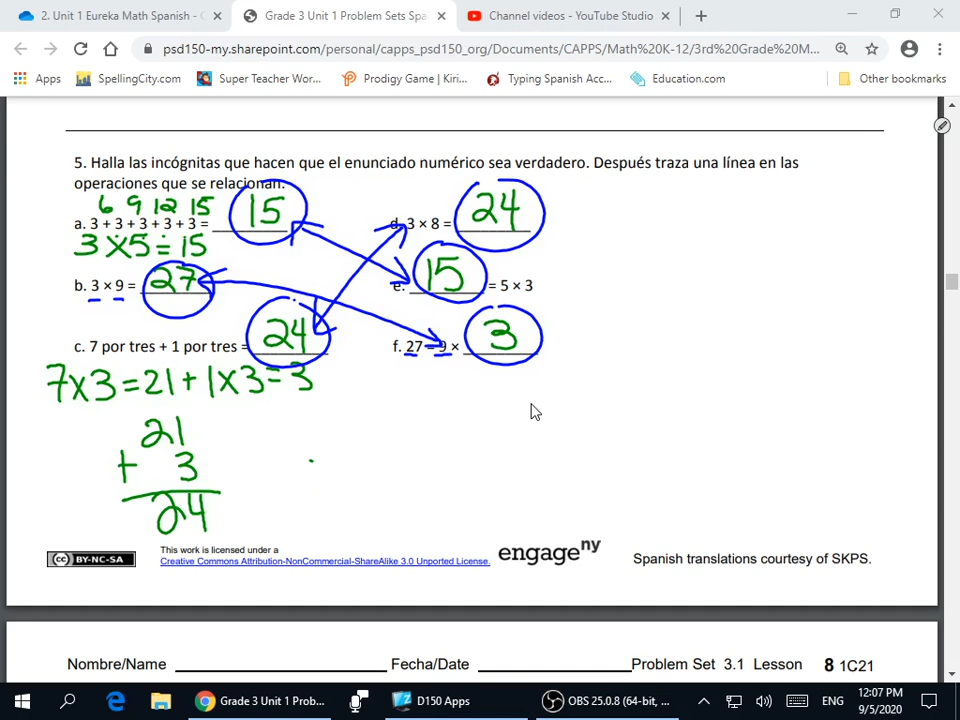 2. Unit 1 Eureka Math Spanish - C
Grade 3 Unit 1 Problem Sets Spa
Channel videos - YouTube Studio
psd150-my.sharepoint.com/personal/capps_psd150_org/Documents/CAPPS/Math%20K-12/3rd%20Grade%20M...
Apps SpellingCity.com Super Teacher Wor... Prodigy Game | Kiri... Typing Spanish Acc... Education.com Other bookmarks
5. Halla las incógnitas que hacen que el enunciado numérico sea verdadero. Después traza una línea en las
operaciones que se relacionan.
6 9 12 15
a. 3 + 3 + 3 + 3 + 3 = 15
d. 3 × 8 = 24
3 X 5 = 15
b. 3 × 9 = 27
e. 15 = 5 × 3
c. 7 por tres + 1 por tres = 24
f. 27 = 9 × 3
7x3=21+1x3=3
21
+ 3
24
cc BY-NC-SA
This work is licensed under a
Creative Commons Attribution-NonCommercial-ShareAlike 3.0 Unported License.
engage ny
Spanish translations courtesy of SKPS.
Nombre/Name Fecha/Date Problem Set 3.1 Lesson 8 1C21
Grade 3 Unit 1 Prob... D150 Apps OBS 25.0.8 (64-bit, ... ENG
12:07 PM
9/5/2020